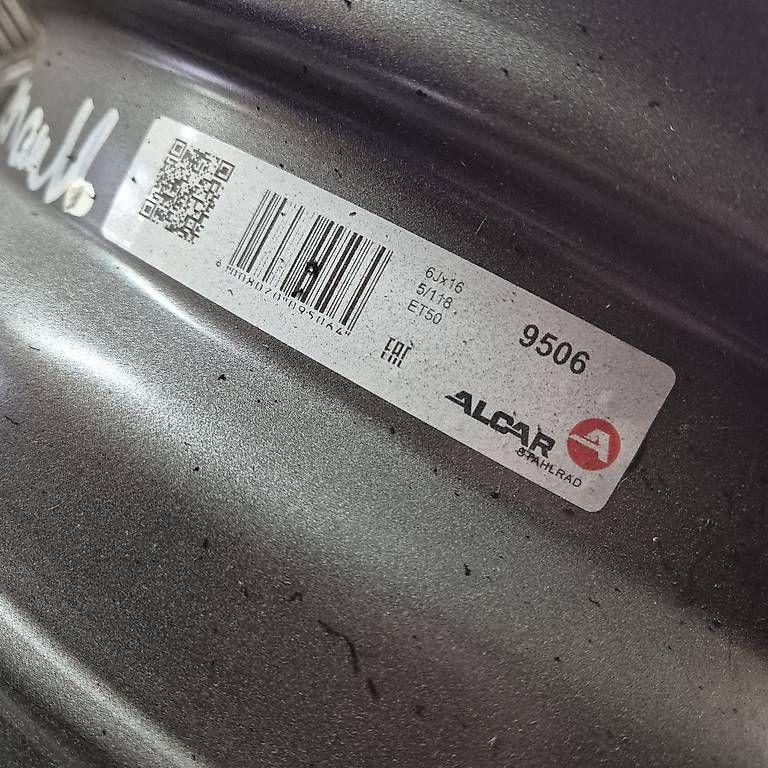 6Jx16
5/118
ET50
9506
EAC
ALCAR
STAHLRAD